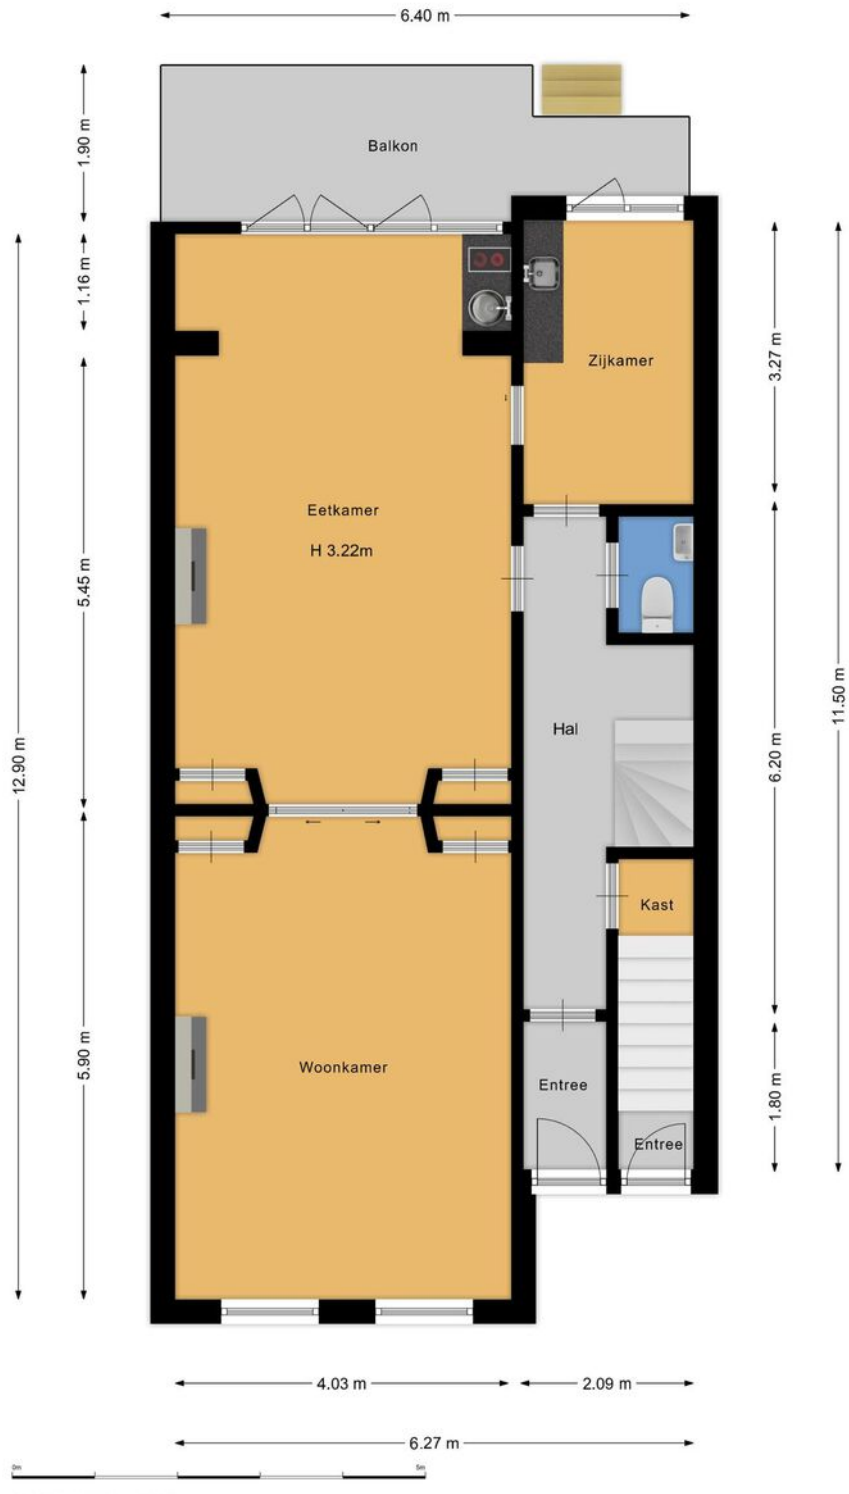 6.40 m
1.90 m
Balkon
1.16 m
3.27 m
Zijkamer
Eetkamer
H 3.22m
5.45 m
11.50 m
Hal
6.20 m
12.90 m
Kast
5.90 m
Woonkamer
Entree
1.80 m
Entree
4.03 m
2.09 m
6.27 m
0m
5m